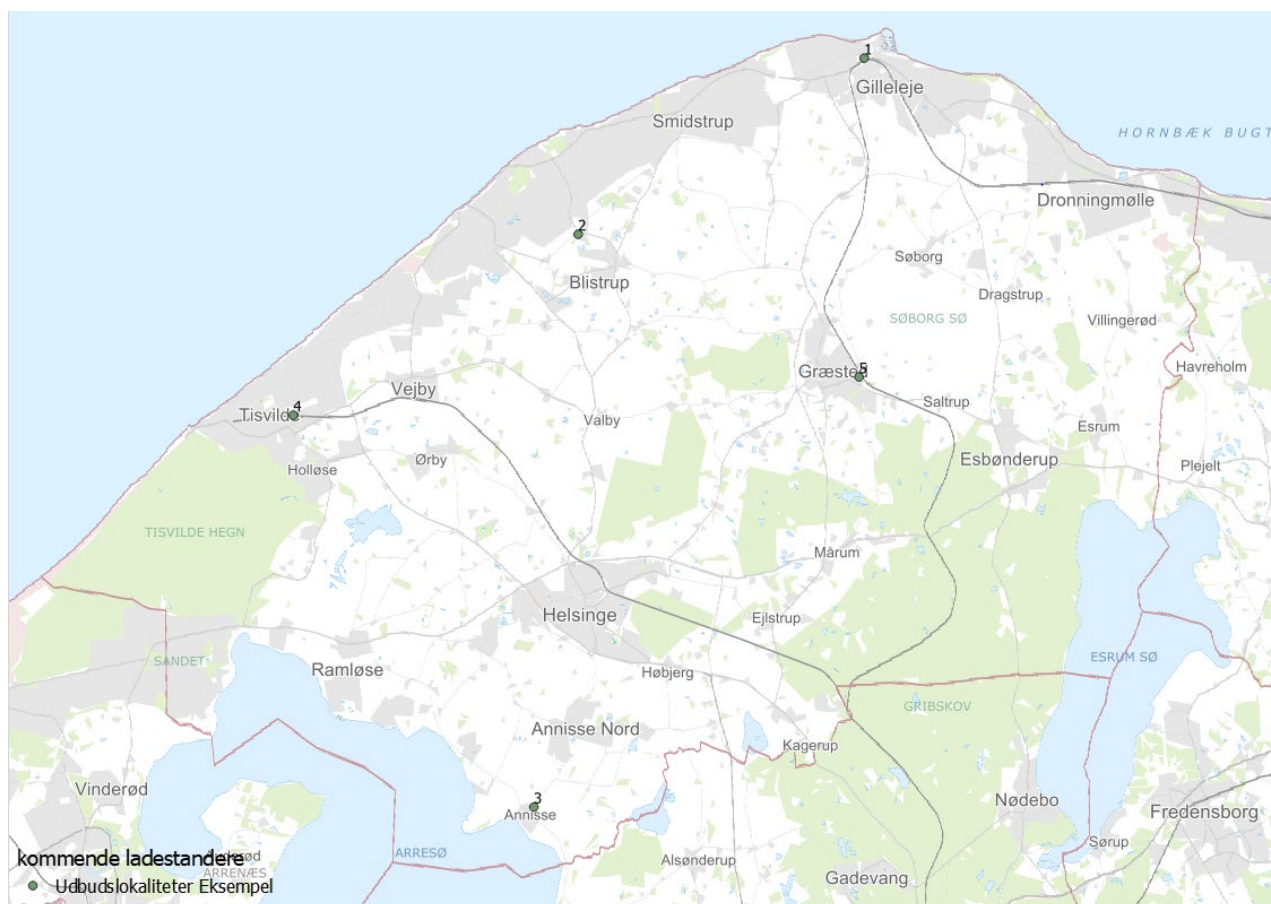 1
Gilleleje
Smidstrup
HORNBÆK BUGT
Dronningmølle
2
Søborg
Blistrup
Dragstrup
SØBORG SØ
Villingerød
5
Græsted
Havreholm
Vejby
4
Tisvilde
Saltrup
Valby
Esrum
Ørby
Esbønderup
Plejelt
Holløse
TISVILDE HEGN
Mårum
Helsinge
Ejlstrup
SANDET
Ramløse
Højbjerg
ESRUM SØ
GRIBSKOV
Annisse Nord
Kagerup
Vinderød
3
Annisse
Nødebo
Fredensborg
Sørup
kommende ladestandere
ARRESØ
Alsønderup
ARRENÆS
Udbudslokaliteter Eksempel
Gadevang